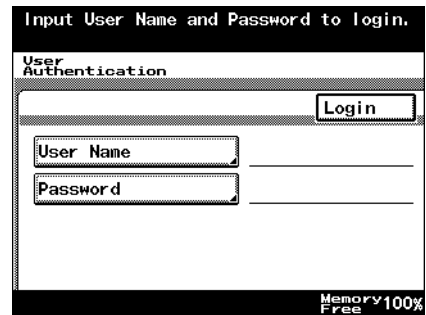 Input User Name and Password to login.
User
Authentication
Login
User Name
Password
Memory
Free 100%